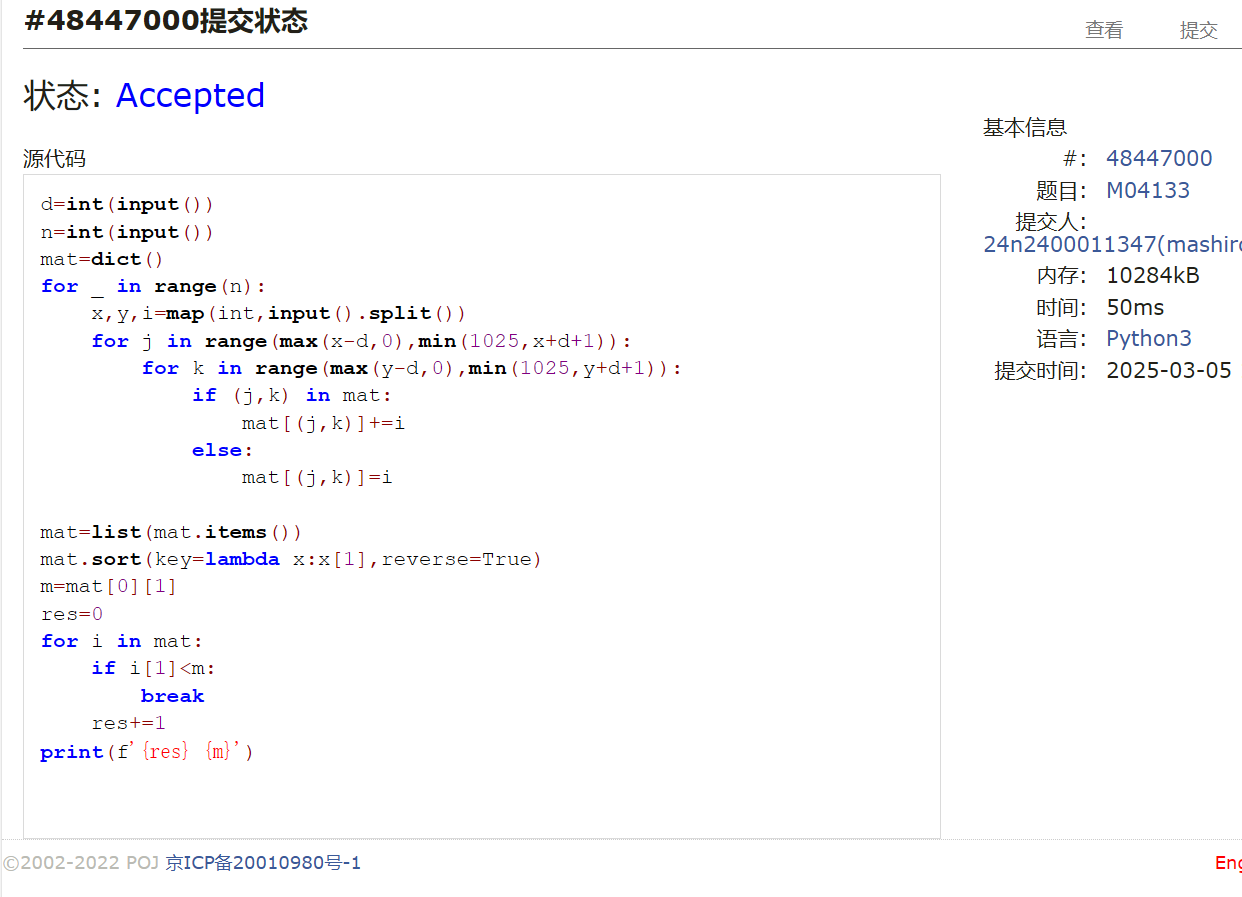 #48447000提交状态
查看 提交
状态: Accepted
基本信息
#: 48447000
题目: M04133
提交人:
24n2400011347(mashiro
内存: 10284kB
时间: 50ms
语言: Python3
提交时间: 2025-03-05
源代码
d=int(input())
n=int(input())
mat=dict()
for _ in range(n):
    x,y,i=map(int,input().split())
    for j in range(max(x-d,0),min(1025,x+d+1)):
        for k in range(max(y-d,0),min(1025,y+d+1)):
            if (j,k) in mat:
                mat[(j,k)]+=i
            else:
                mat[(j,k)]=i
mat=list(mat.items())
mat.sort(key=lambda x:x[1],reverse=True)
m=mat[0][1]
res=0
for i in mat:
    if i[1]<m:
        break
    res+=1
print(f'{res} {m}')
©2002-2022 POJ 京ICP备20010980号-1
Eng